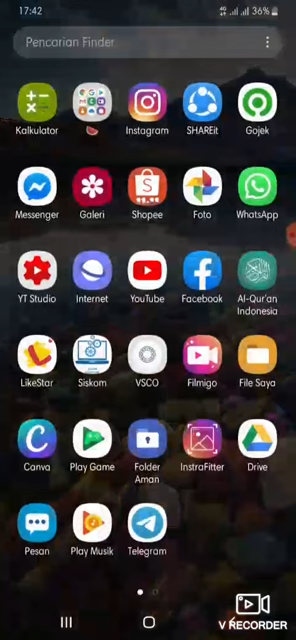 17:42
36%
Pencarian Finder
Kalkulator
Instagram
SHAREit
Gojek
Messenger
Galeri
Shopee
Foto
WhatsApp
YT Studio
Internet
YouTube
Facebook
Al-Qur'an
Indonesia
LikeStar
Siskom
VSCO
Filmigo
File Saya
Canva
Play Game
Folder
Aman
InstraFitter
Drive
Pesan
Play Musik
Telegram
V RECORDER